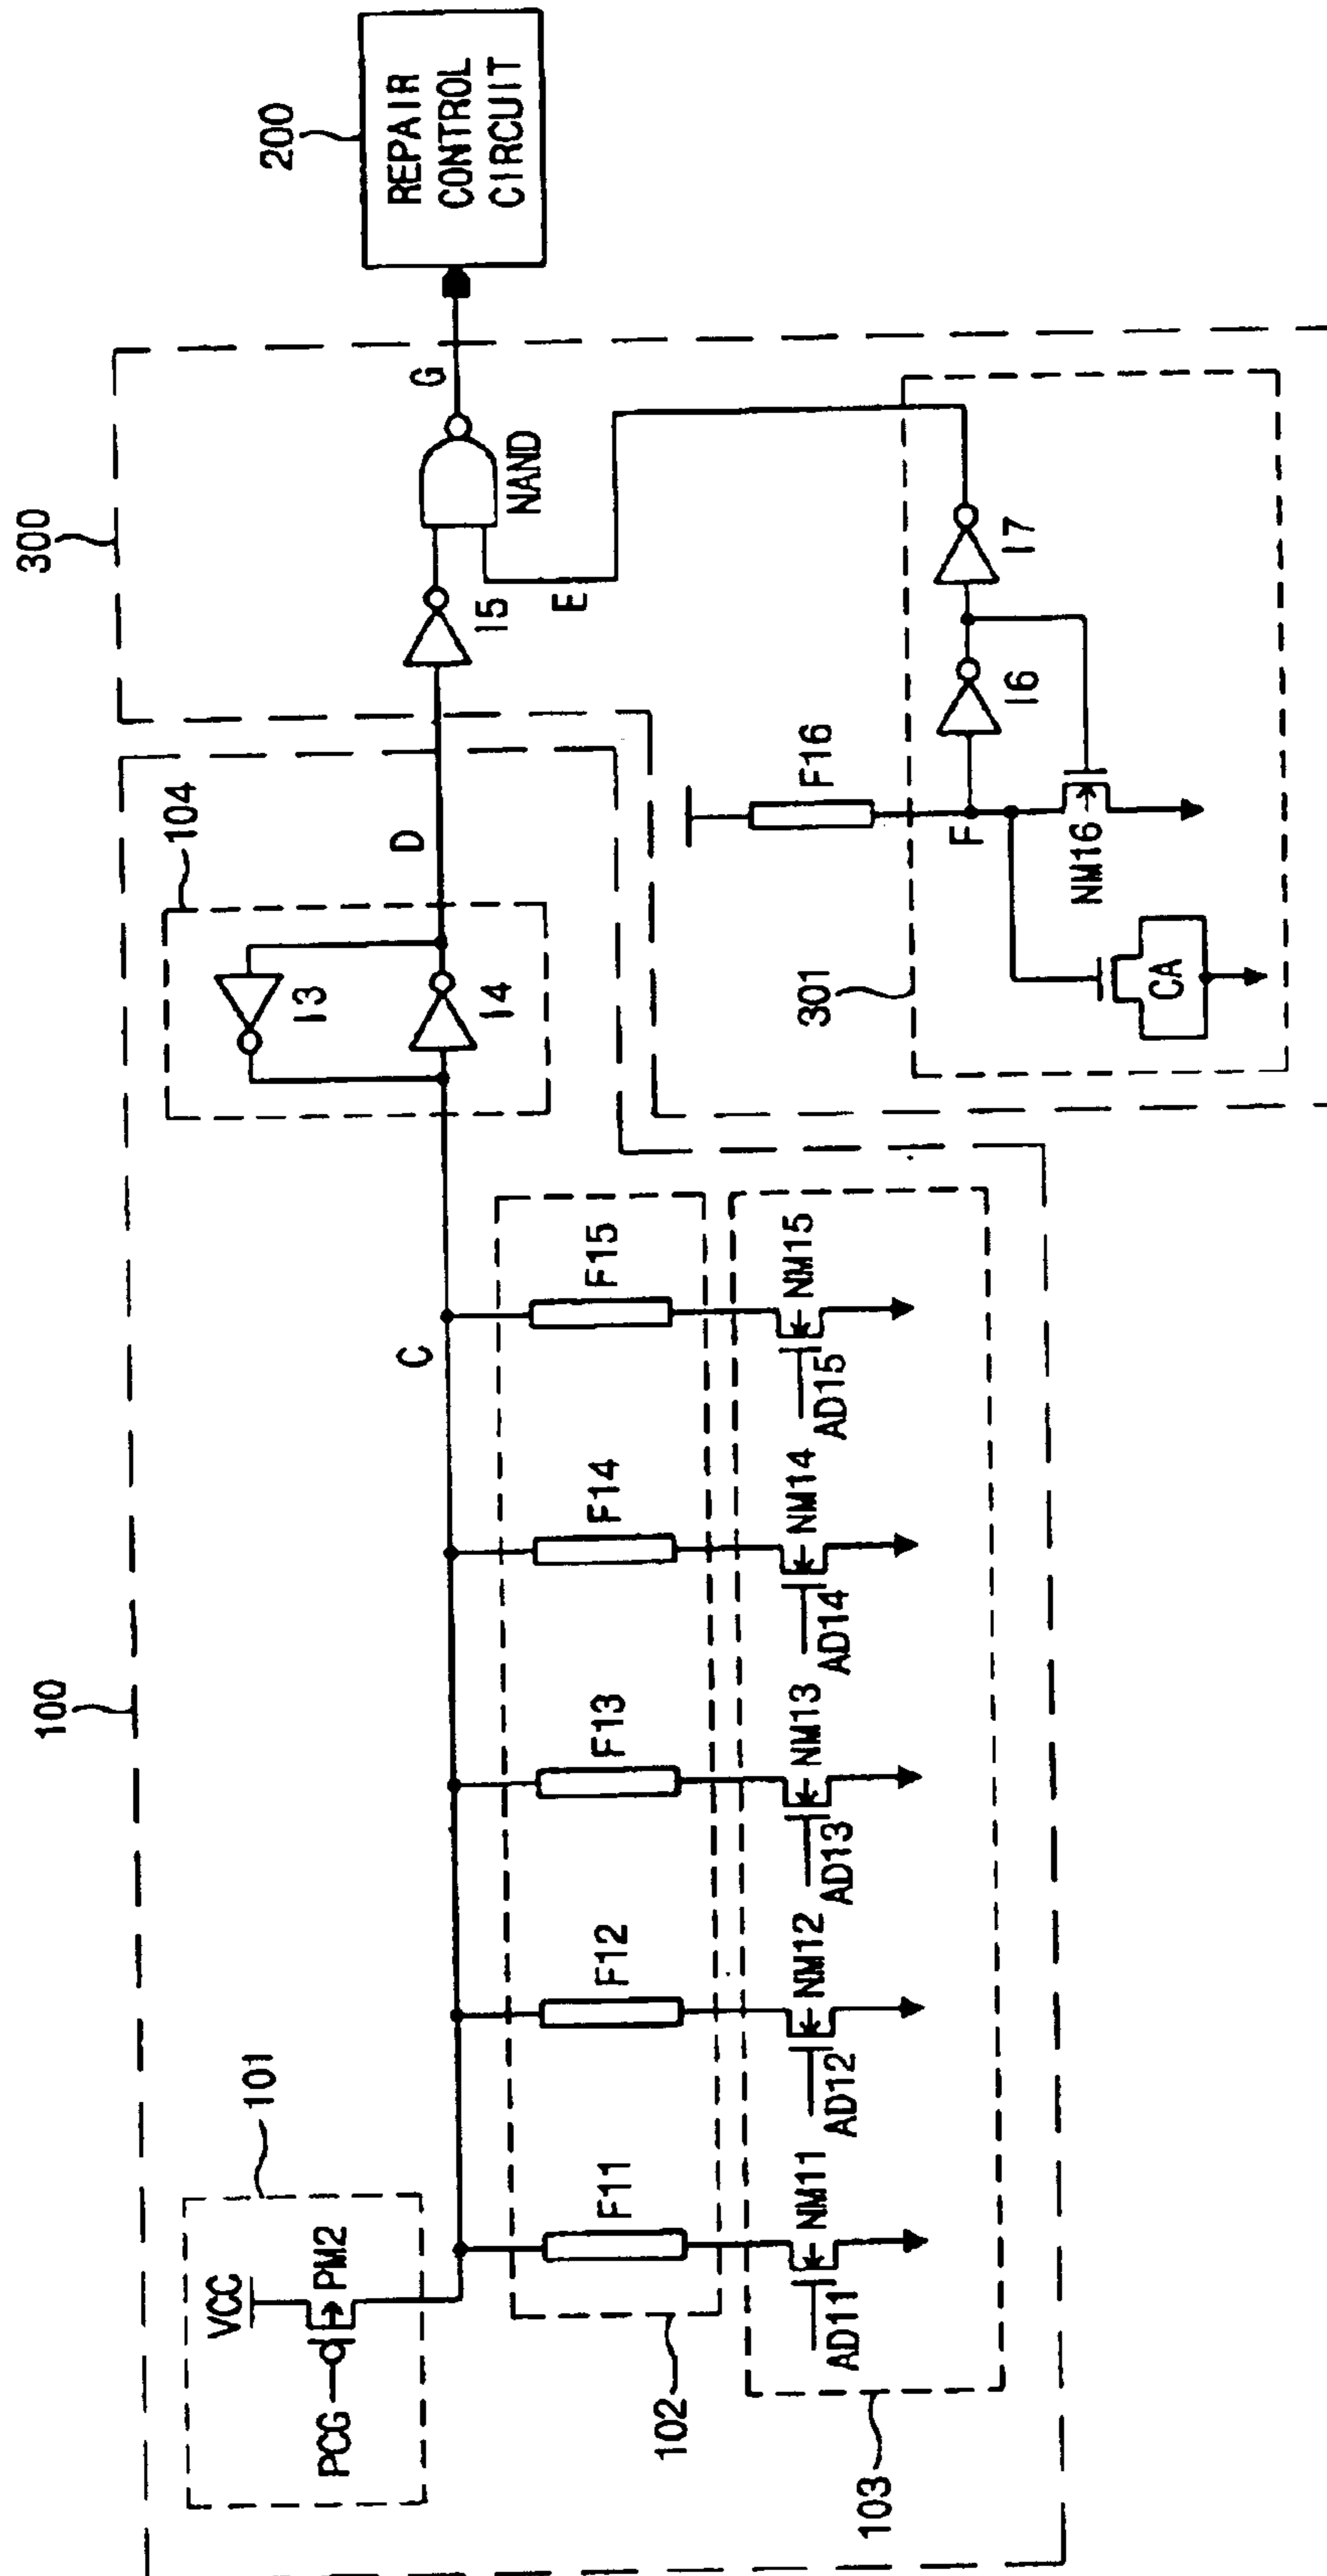 100
300
200
REPAIR
CONTROL
CIRCUIT
101
VCC
PCG
PM2
104
I3
I4
C
D
I5
NAND
G
E
102
F11
F12
F13
F14
F15
103
AD11
NM11
AD12
NM12
AD13
NM13
AD14
NM14
AD15
NM15
F16
301
F
I6
I7
NM16
CA